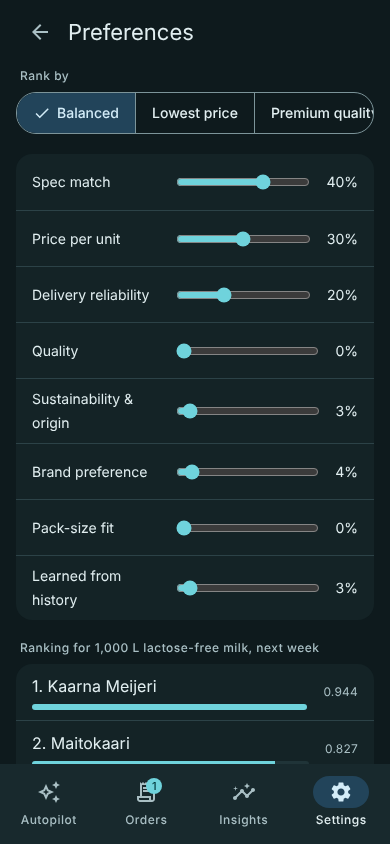 Preferences
Rank by
Balanced
Lowest price
Premium quality
Spec match
40%
Price per unit
30%
Delivery reliability
20%
Quality
0%
Sustainability &
origin
3%
Brand preference
4%
Pack-size fit
0%
Learned from
history
3%
Ranking for 1,000 L lactose-free milk, next week
1. Kaarna Meijeri
0.944
2. Maitokaari
0.827
1
Autopilot
Orders
Insights
Settings